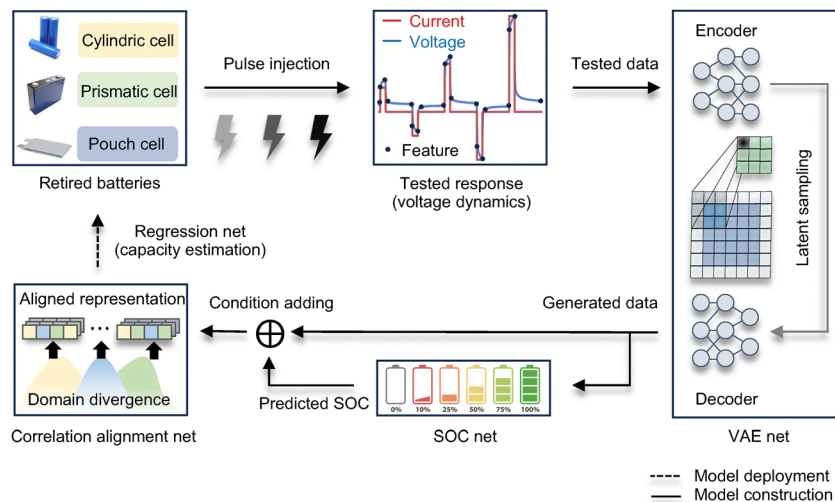 Cylindric cell
Prismatic cell
Pouch cell
Retired batteries
Pulse injection
Current
Voltage
Feature
Tested response
(voltage dynamics)
Tested data
Encoder
Latent sampling
Decoder
VAE net
Regression net
(capacity estimation)
Aligned representation
Domain divergence
Correlation alignment net
Condition adding
Generated data
Predicted SOC
0% 10% 25% 50% 75% 100%
SOC net
Model deployment
Model construction